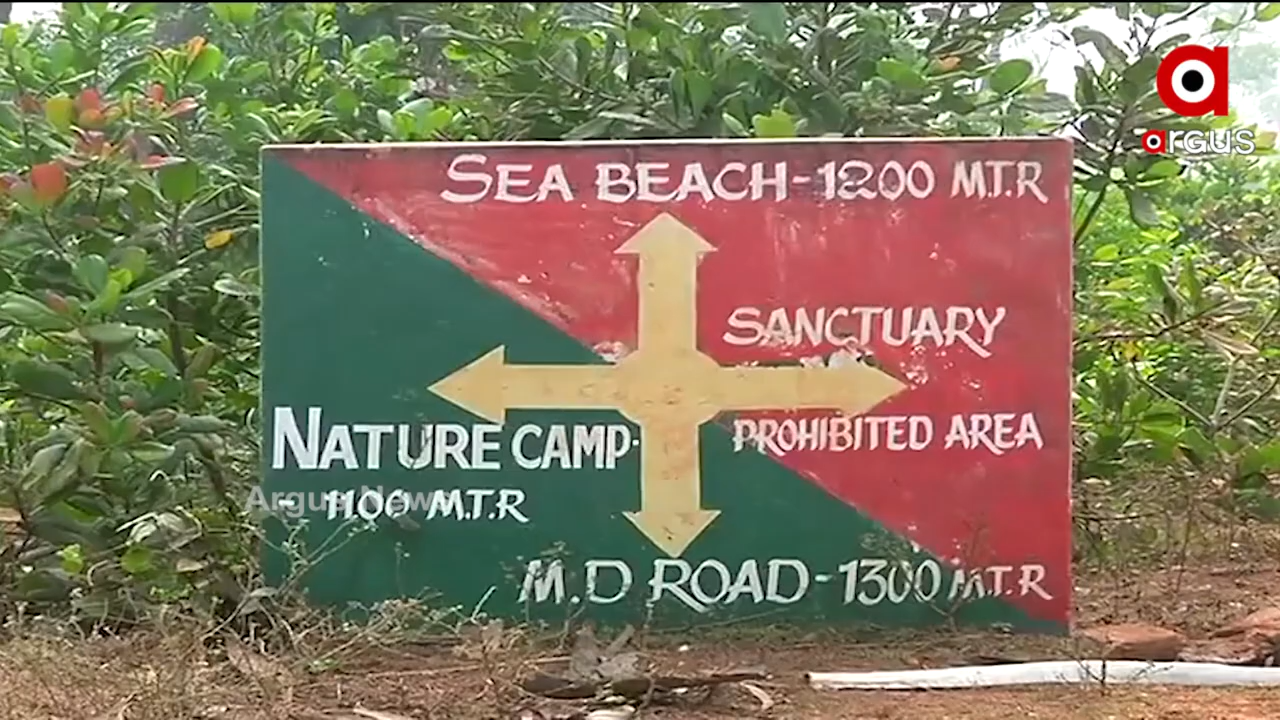 argus
SEA BEACH-1200 M.T.R
SANCTUARY
PROHIBITED AREA
NATURE CAMP-
- 1100 M.T.R
Argus News
M.D ROAD-1300 M.T.R